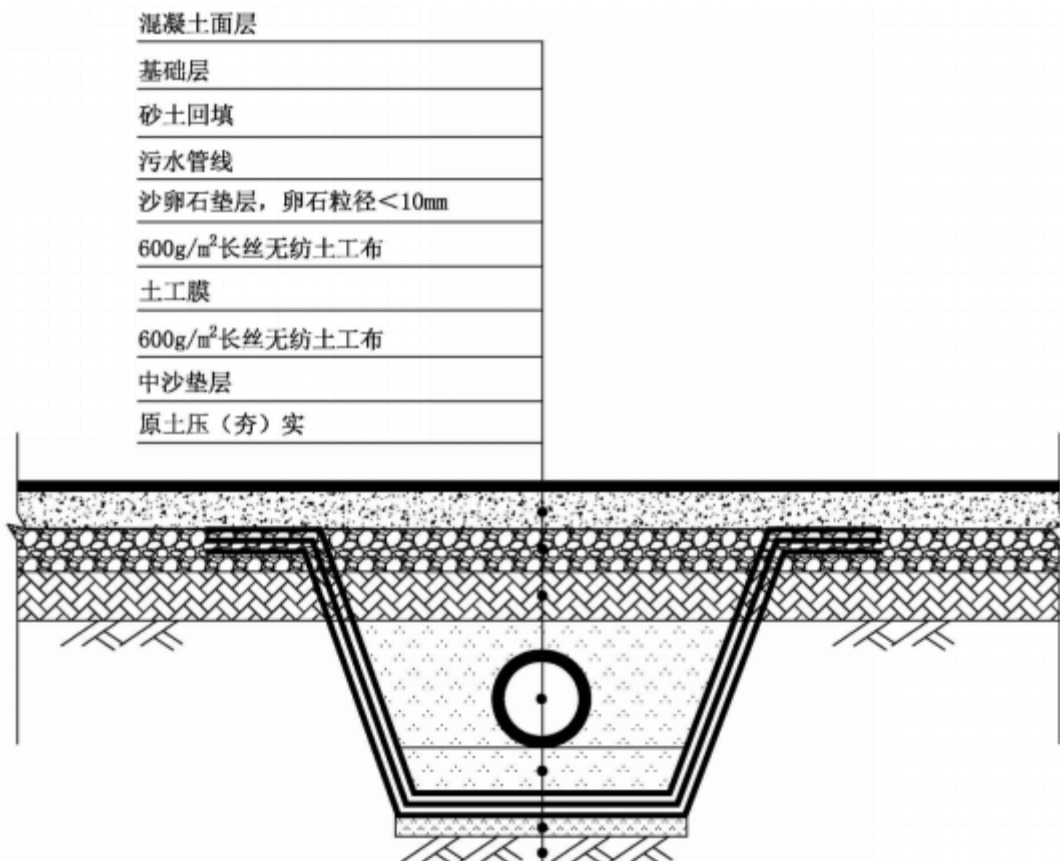 混凝土面层
基础层
砂土回填
污水管线
沙卵石垫层，卵石粒径＜10mm
600g/m²长丝无纺土工布
土工膜
600g/m²长丝无纺土工布
中沙垫层
原土压（夯）实